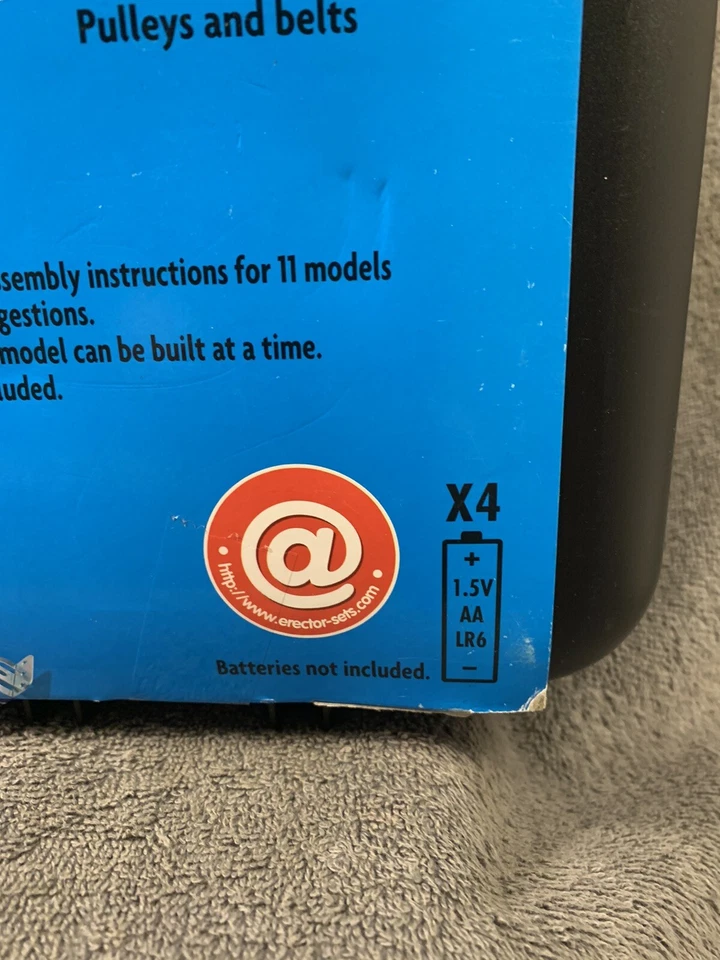 Pulleys and belts
ssembly instructions for 11 models
gestions.
model can be built at a time.
uded.
X4
@
http://www.erector-sets.com
+
1.5V
AA
LR6
–
Batteries not included.